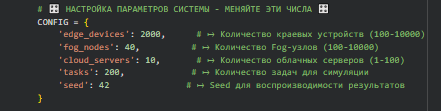 # 🎛️ НАСТРОЙКА ПАРАМЕТРОВ СИСТЕМЫ - МЕНЯЙТЕ ЭТИ ЧИСЛА 🎛️
CONFIG = {
'edge_devices': 2000, # ↦ Количество краевых устройств (100-10000)
'fog_nodes': 40, # ↦ Количество Fog-узлов (100-10000)
'cloud_servers': 10, # ↦ Количество облачных серверов (1-100)
'tasks': 200, # ↦ Количество задач для симуляции
'seed': 42 # ↦ Seed для воспроизводимости результатов
}